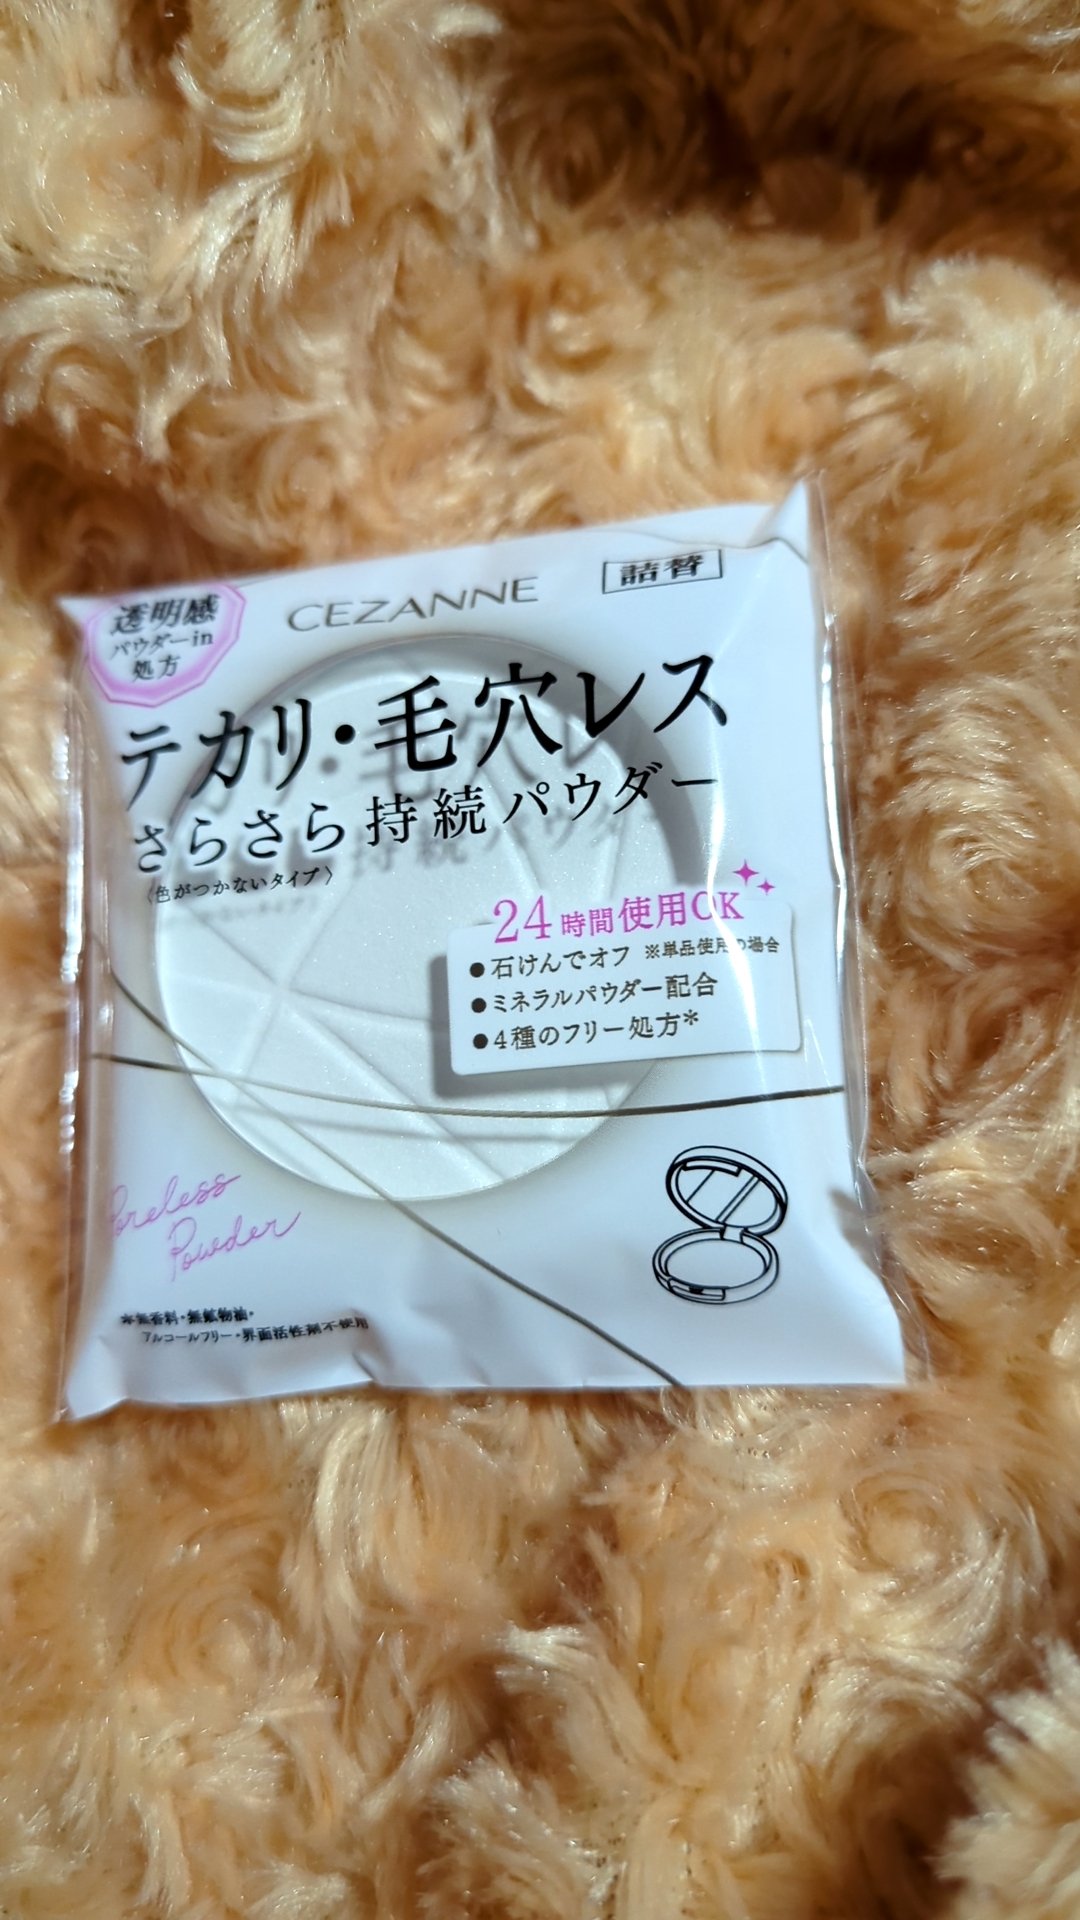 透明感
パウダーin
処方
CEZANNE
詰替
テカリ・毛穴レス
さらさら持続パウダー
〈色がつかないタイプ〉
24時間使用OK
●石けんでオフ ※単品使用の場合
●ミネラルパウダー配合
●4種のフリー処方*
Poreless
Powder
*無香料・無鉱物油・
アルコールフリー・界面活性剤不使用